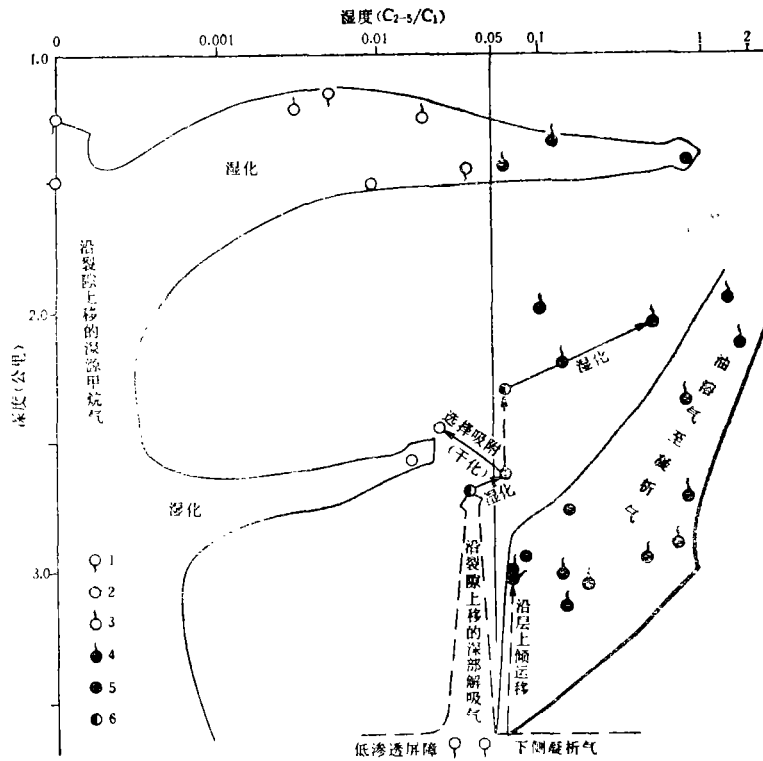 湿度(C₂₋₅/C₁)
0 0.001 0.01 0.05 0.1 1 2
1.0
2.0
3.0
深度(公里)
湿化
沿裂隙上移的深源甲烷气
湿化
选择吸附
(干化)
湿化
湿化
油溶气至凝析气
沿裂隙上移的深部解吸气
沿层上倾运移
1
2
3
4
5
6
低渗透屏障
下侧凝析气